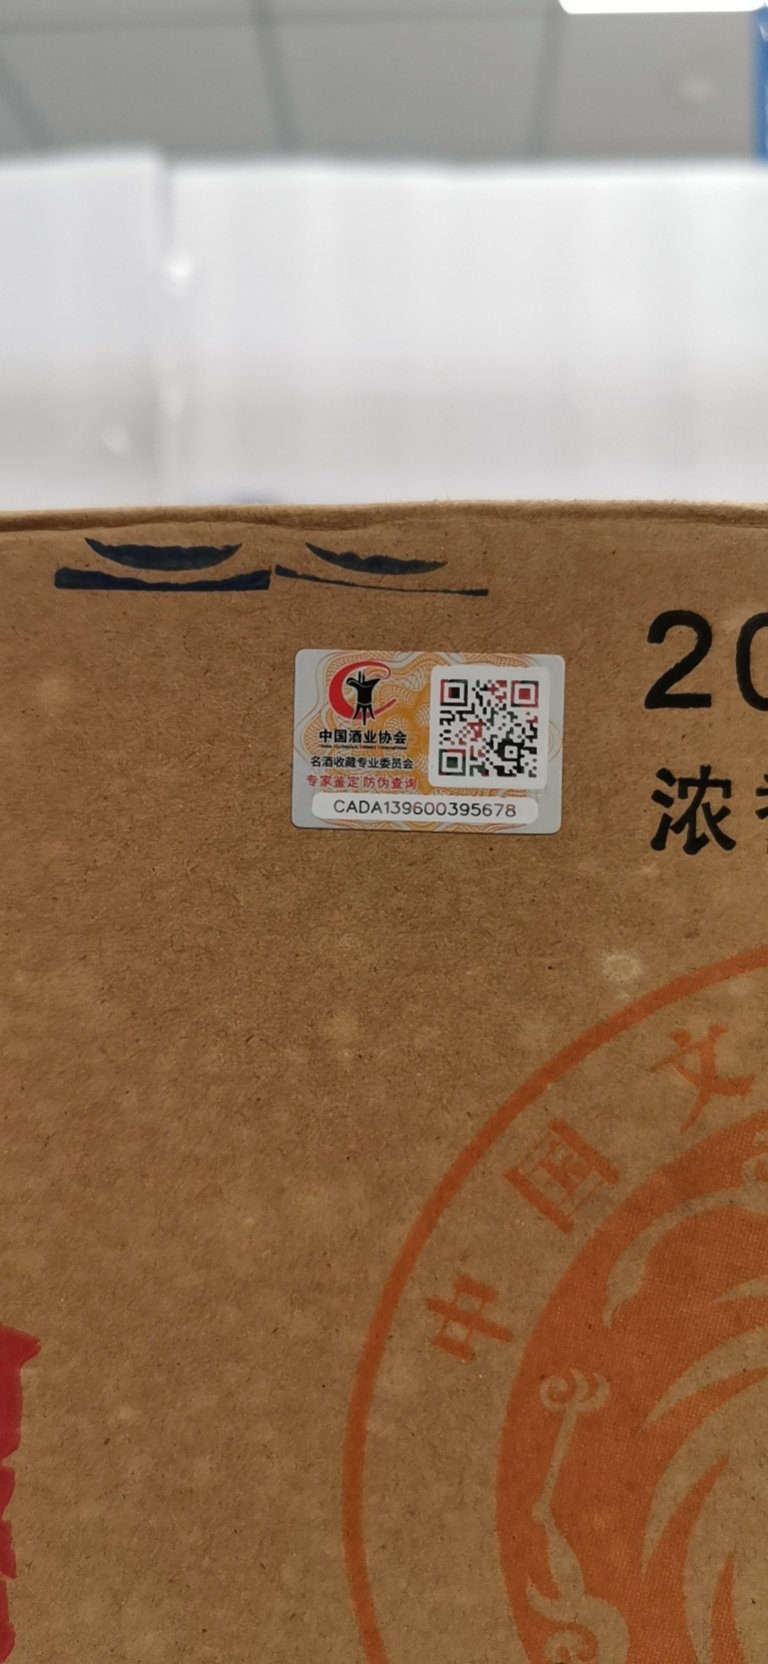 20
浓
中国酒业协会
名酒收藏专业委员会
专家鉴定 防伪查询
CADA139600395678
中国文